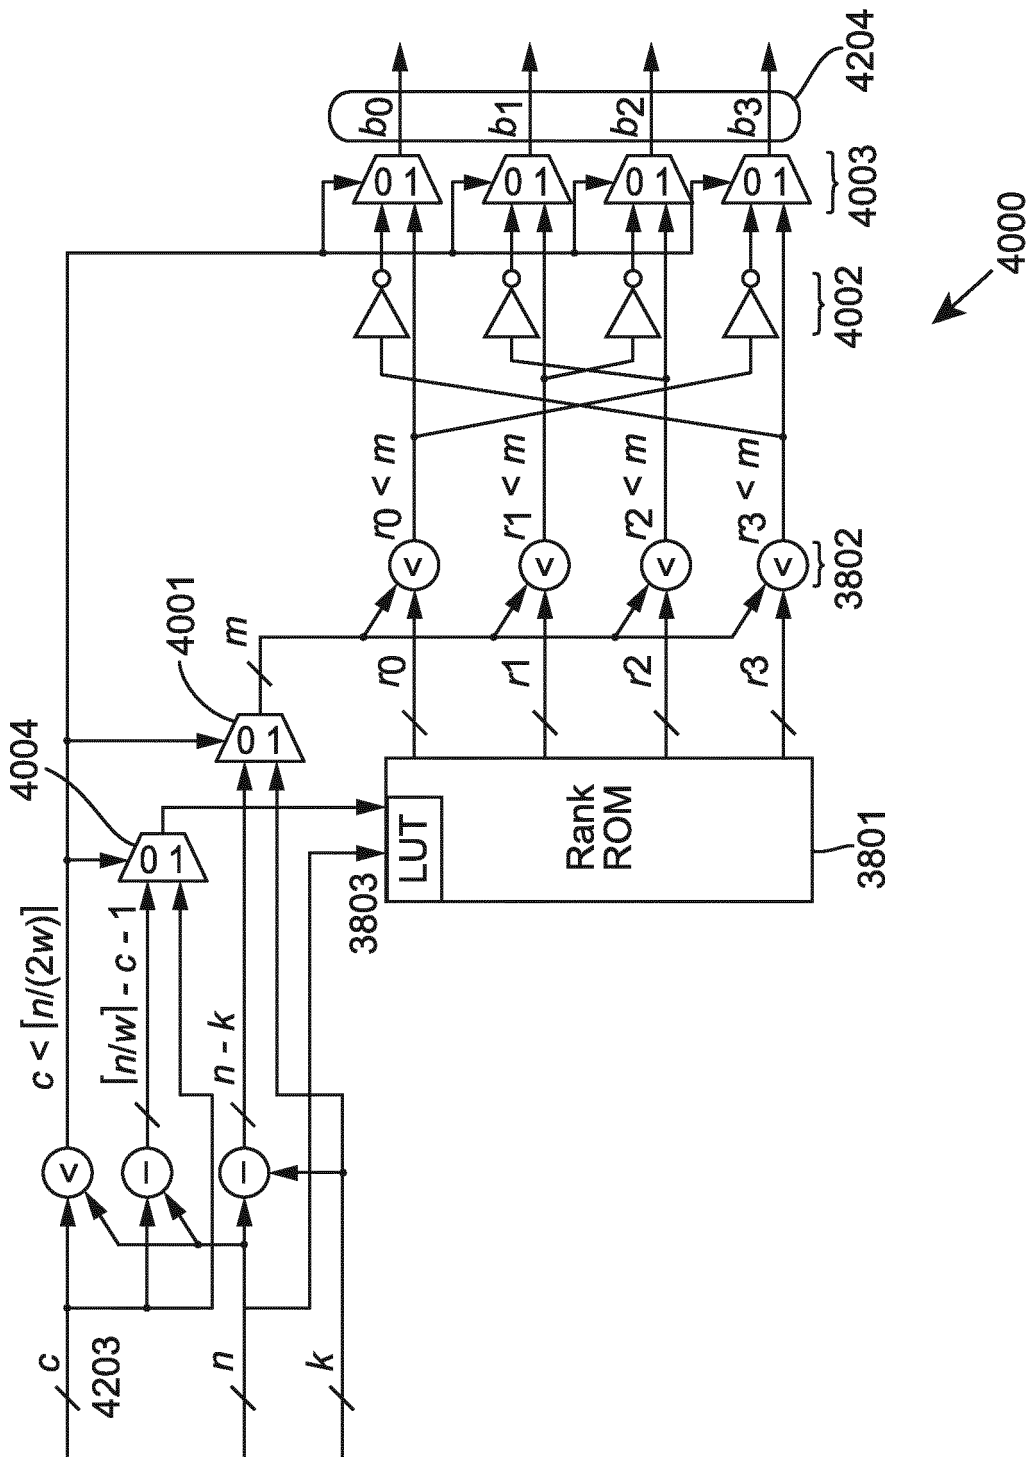 c
4203
n
k
c < ⌈n/(2w)⌉
⌈n/w⌉ - c - 1
n - k
<
−
−
4004
0 1
4001
0 1
m
3803
LUT
Rank
ROM
3801
r0
r1
r2
r3
<
<
<
<
3802
r0 < m
r1 < m
r2 < m
r3 < m
4002
0 1
0 1
0 1
0 1
4003
b0
b1
b2
b3
4204
4000